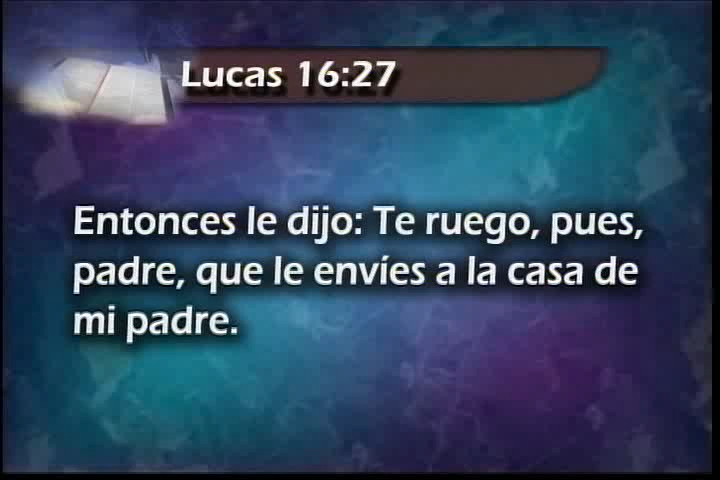 Lucas 16:27
Entonces le dijo: Te ruego, pues,
padre, que le envíes a la casa de
mi padre.